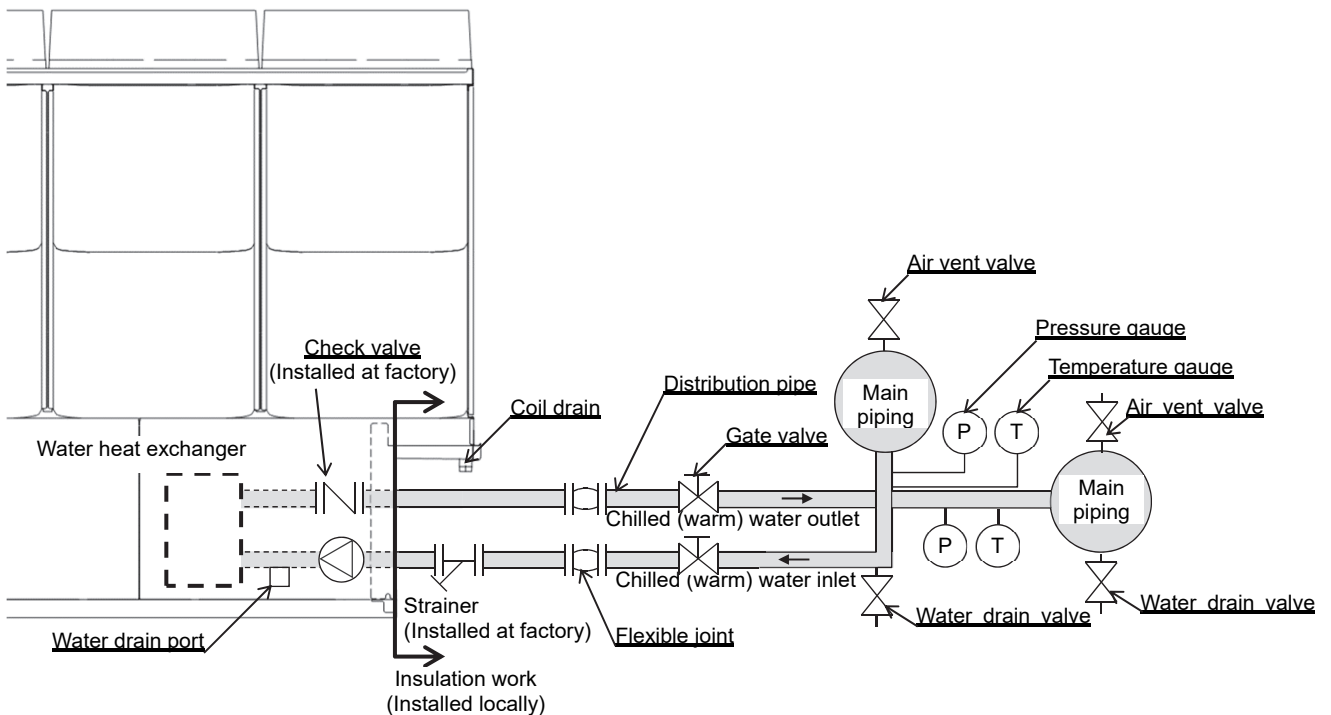 Air vent valve
Pressure gauge
Check valve
(Installed at factory)
Temperature gauge
Distribution pipe
Main
piping
Coil drain
Air vent valve
Gate valve
P
T
Water heat exchanger
Main
piping
Chilled (warm) water outlet
P
T
Chilled (warm) water inlet
Strainer
(Installed at factory)
Water drain valve
Water drain valve
Water drain port
Flexible joint
Insulation work
(Installed locally)